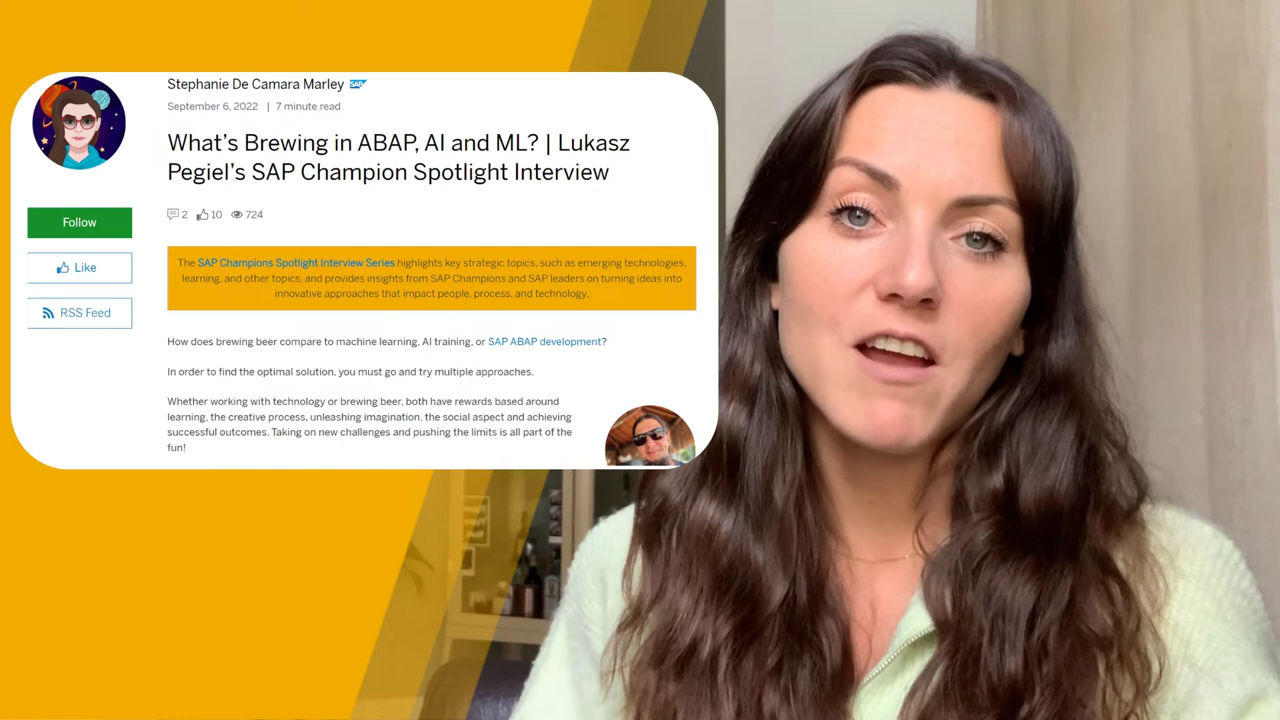 Stephanie De Camara Marley SAP
September 6, 2022 | 7 minute read
What's Brewing in ABAP, AI and ML? | Lukasz
Pegiel's SAP Champion Spotlight Interview
2 10 724
Follow
Like
RSS Feed
The SAP Champions Spotlight Interview Series highlights key strategic topics, such as emerging technologies,
learning, and other topics, and provides insights from SAP Champions and SAP leaders on turning ideas into
innovative approaches that impact people, process, and technology.
How does brewing beer compare to machine learning, AI training, or SAP ABAP development?
In order to find the optimal solution, you must go and try multiple approaches.
Whether working with technology or brewing beer, both have rewards based around
learning, the creative process, unleashing imagination, the social aspect and achieving
successful outcomes. Taking on new challenges and pushing the limits is all part of the
fun!